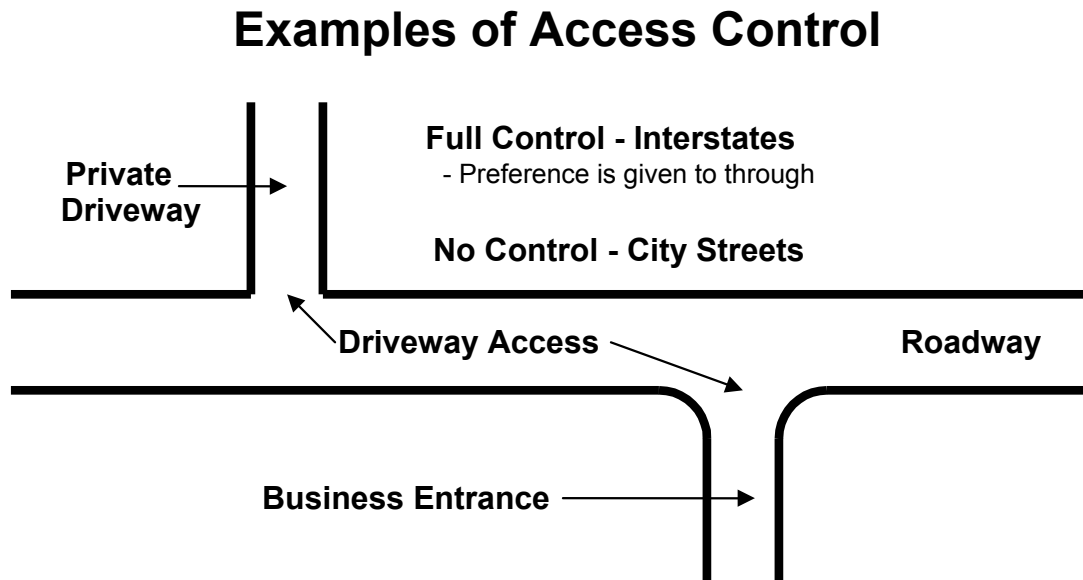 Examples of Access Control
Full Control - Interstates
- Preference is given to through
Private
Driveway
No Control - City Streets
Driveway Access
Roadway
Business Entrance